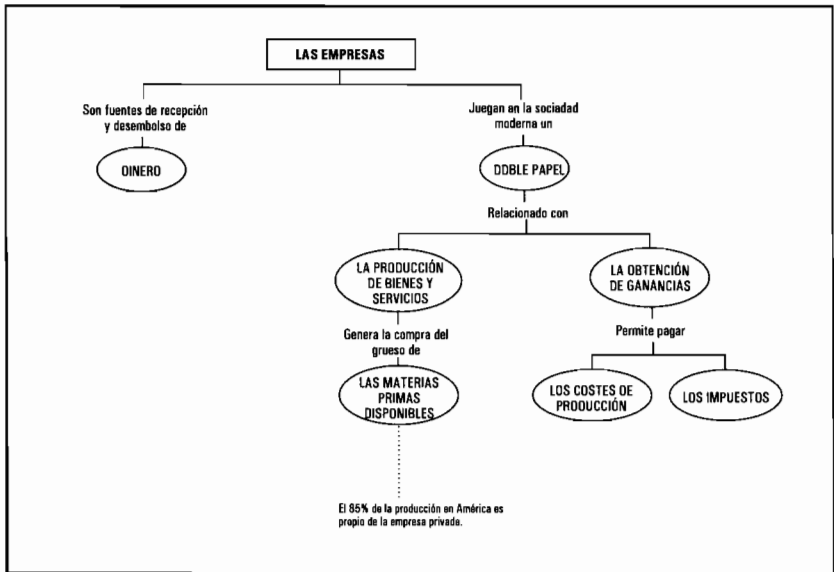 LAS EMPRESAS
Son fuentes de recepción
y desembolso de
OINERO
Juegan en la sociedad
moderna un
DDBLE PAPEL
Relacionado con
LA PRODUCCIÓN
DE BIENES Y
SERVICIOS
LA OBTENCIÓN
DE GANANCIAS
Genera la compra del
grueso de
Permite pagar
LAS MATERIAS
PRIMAS
DISPONIBLES
LOS COSTES DE
PRODUCCIÓN
LOS IMPUESTOS
El 85% de la producción en América es
propio de la empresa privade.